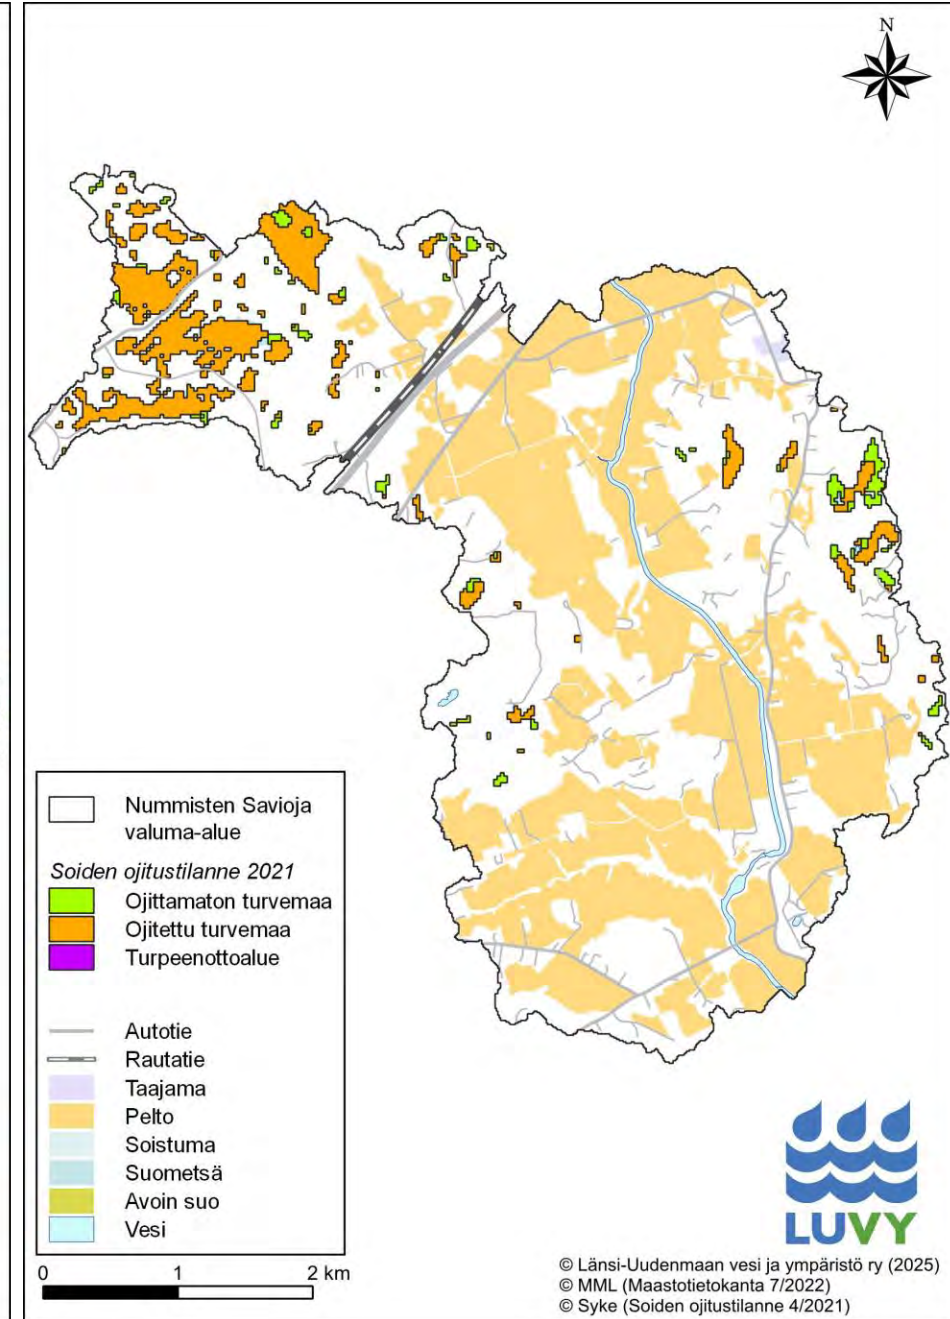 N
Nummisten Savioja
valuma-alue
Soiden ojitustilanne 2021
Ojittamaton turvemaa
Ojitettu turvemaa
Turpeenottoalue
Autotie
Rautatie
Taajama
Pelto
Soistuma
Suometsä
Avoin suo
Vesi
0 1 2 km
LUVY
© Länsi-Uudenmaan vesi ja ympäristö ry (2025)
© MML (Maastotietokanta 7/2022)
© Syke (Soiden ojitustilanne 4/2021)